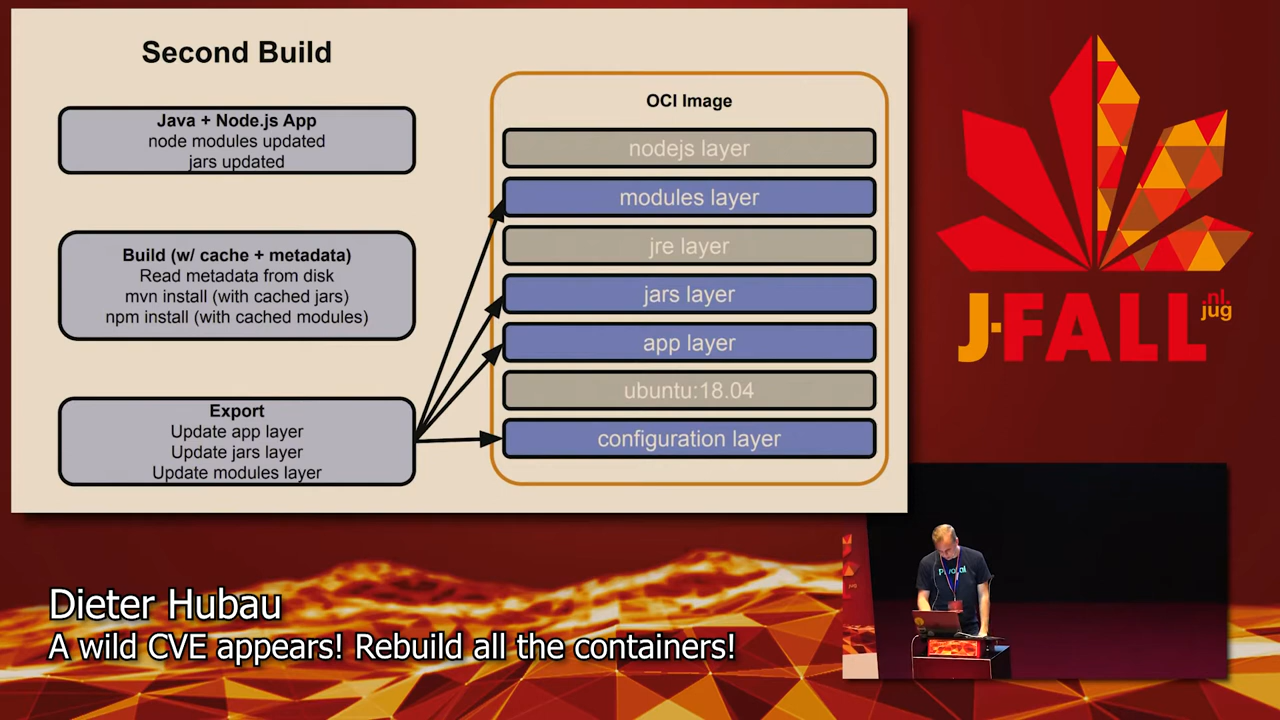 Second Build
Java + Node.js App
node modules updated
jars updated
Build (w/ cache + metadata)
Read metadata from disk
mvn install (with cached jars)
npm install (with cached modules)
Export
Update app layer
Update jars layer
Update modules layer
OCI Image
nodejs layer
modules layer
jre layer
jars layer
app layer
ubuntu:18.04
configuration layer
J-FALL
nl.
jug
Pivotal
Dieter Hubau
A wild CVE appears! Rebuild all the containers!